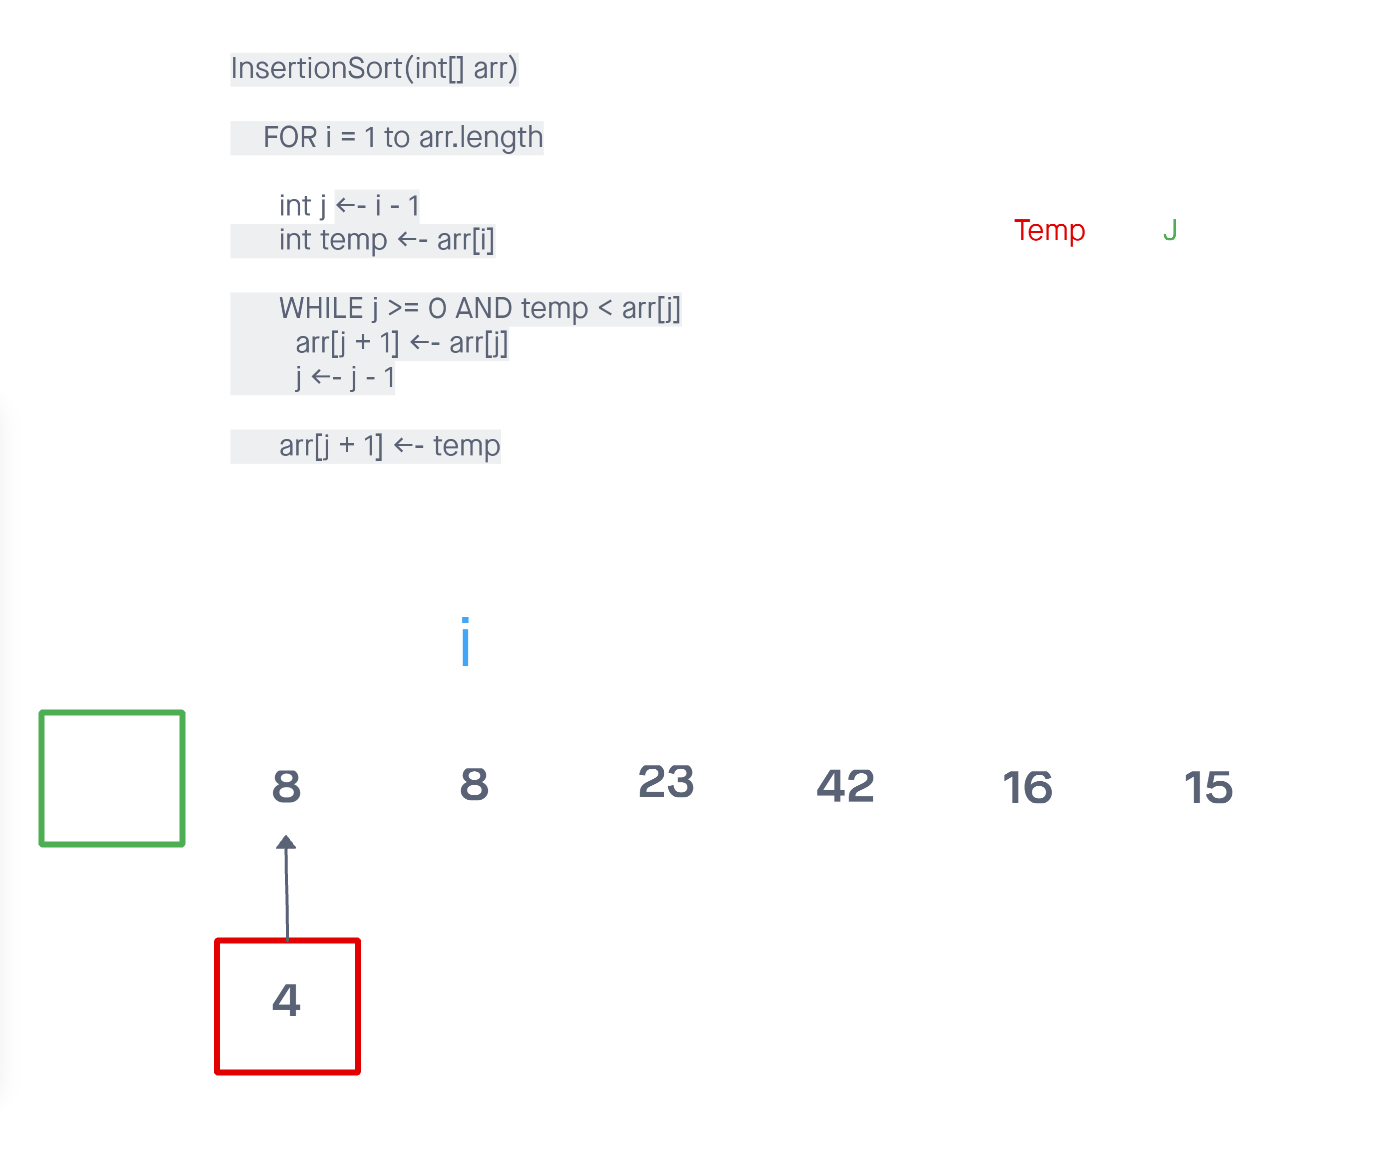 InsertionSort(int[] arr)
FOR i = 1 to arr.length
int j <- i - 1
int temp <- arr[i]
Temp J
WHILE j >= 0 AND temp < arr[j]
arr[j + 1] <- arr[j]
j <- j - 1
arr[j + 1] <- temp
i
8 8 23 42 16 15
4